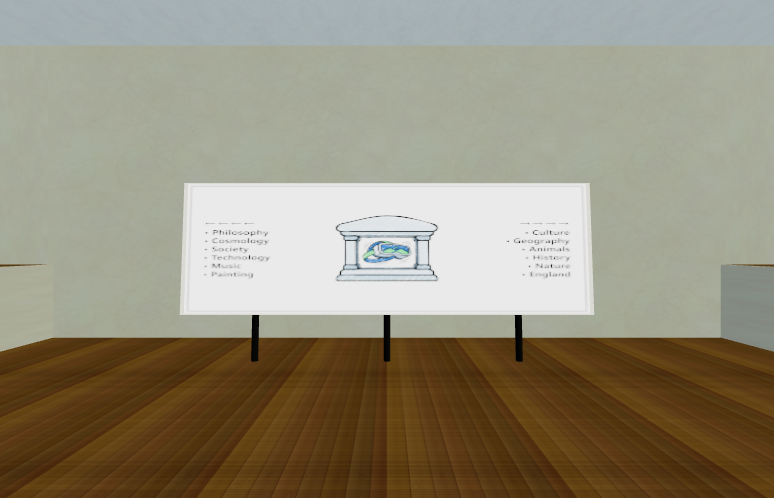 ← ← ← ←
• Philosophy
• Cosmology
• Society
• Technology
• Music
• Painting
→ → → →
• Culture
• Geography
• Animals
• History
• Nature
• England